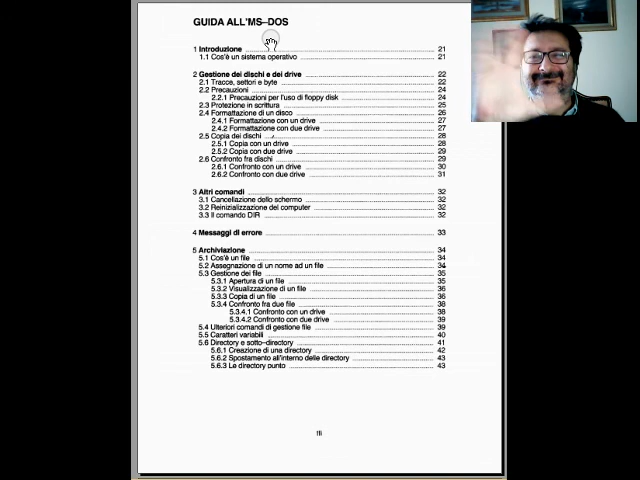 GUIDA ALL'MS–DOS
1 Introduzione 21
1.1 Cos'è un sistema operativo 21
2 Gestione dei dischi e dei drive 22
2.1 Tracce, settori e byte 22
2.2 Precauzioni 24
2.2.1 Precauzioni per l'uso di floppy disk 24
2.3 Protezione in scrittura 25
2.4 Formattazione di un disco 26
2.4.1 Formattazione con un drive 27
2.4.2 Formattazione con due drive 27
2.5 Copia dei dischi 28
2.5.1 Copia con un drive 28
2.5.2 Copia con due drive 29
2.6 Confronto fra dischi 29
2.6.1 Confronto con un drive 30
2.6.2 Confronto con due drive 31
3 Altri comandi 32
3.1 Cancellazione dello schermo 32
3.2 Reinizializzazione del computer 32
3.3 Il comando DIR 32
4 Messaggi di errore 33
5 Archiviazione 34
5.1 Cos'è un file 34
5.2 Assegnazione di un nome ad un file 34
5.3 Gestione dei file 35
5.3.1 Apertura di un file 35
5.3.2 Visualizzazione di un file 36
5.3.3 Copia di un file 36
5.3.4 Confronto fra due file 38
5.3.4.1 Confronto con un drive 38
5.3.4.2 Confronto con due drive 39
5.4 Ulteriori comandi di gestione file 39
5.5 Caratteri variabili 40
5.6 Directory e sotto–directory 41
5.6.1 Creazione di una directory 42
5.6.2 Spostamento all'interno delle directory 43
5.6.3 Le directory punto 43